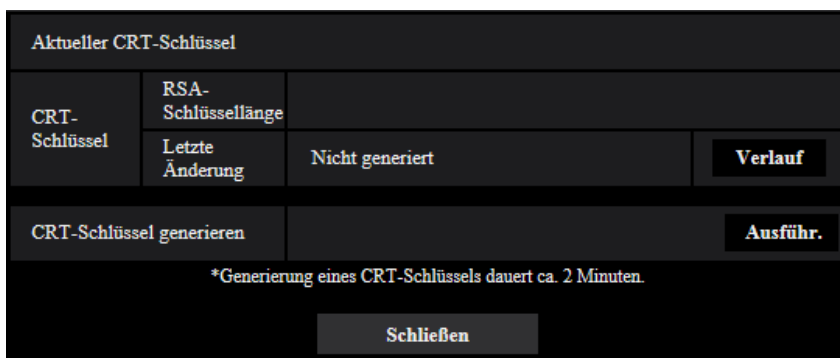 Aktueller CRT-Schlüssel
CRT-
Schlüssel
RSA-
Schlüssellänge
Letzte
Änderung
Nicht generiert
Verlauf
CRT-Schlüssel generieren
Ausführ.
*Generierung eines CRT-Schlüssels dauert ca. 2 Minuten.
Schließen